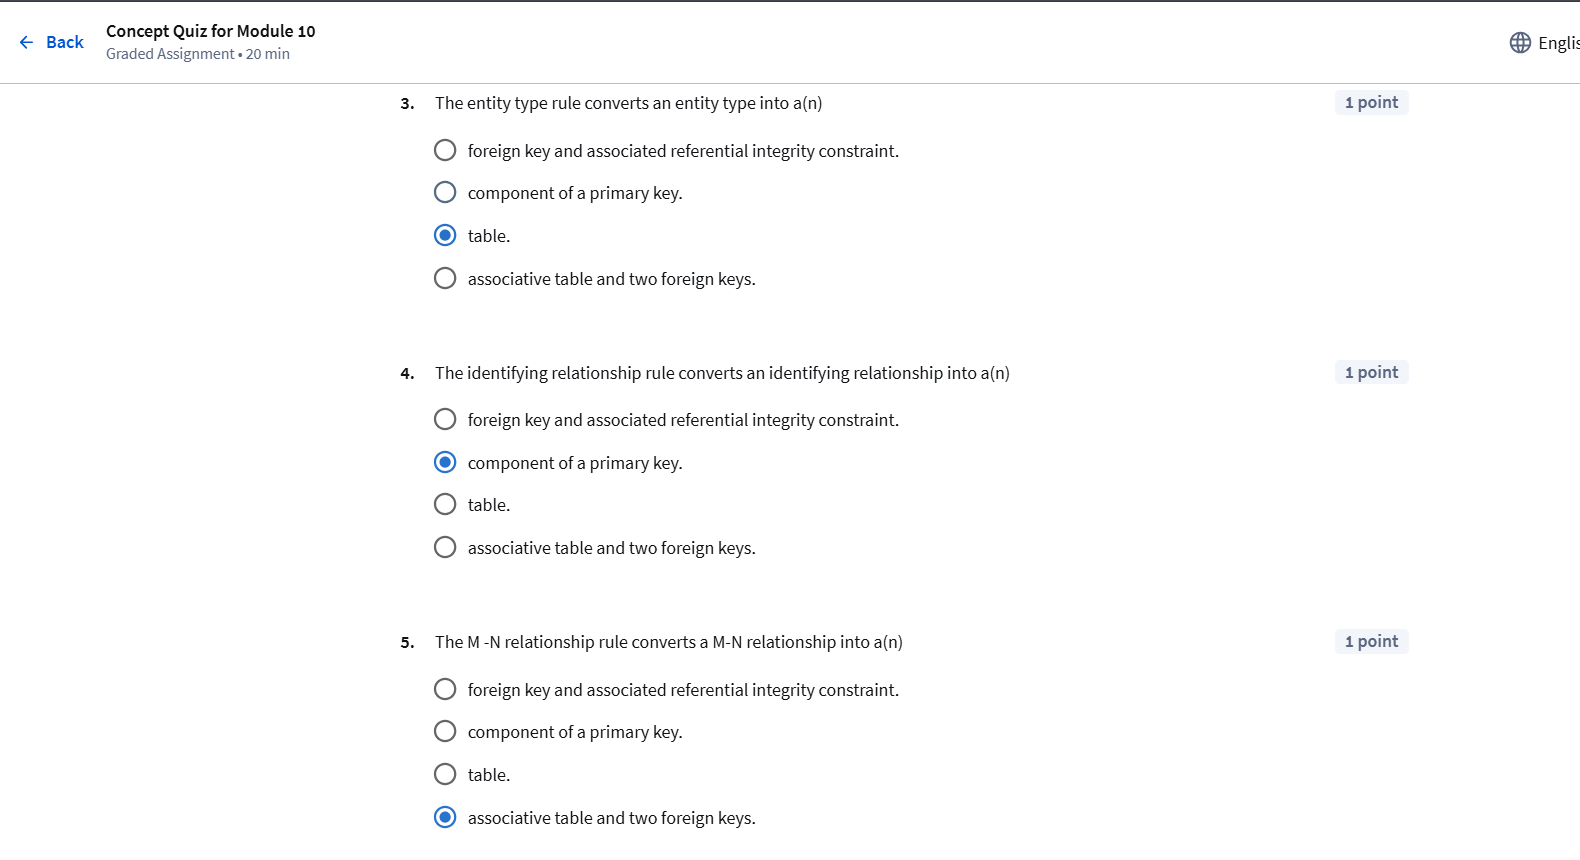 Back
Concept Quiz for Module 10
Graded Assignment • 20 min
Englis
3. The entity type rule converts an entity type into a(n)
1 point
foreign key and associated referential integrity constraint.
component of a primary key.
table.
associative table and two foreign keys.
4. The identifying relationship rule converts an identifying relationship into a(n)
1 point
foreign key and associated referential integrity constraint.
component of a primary key.
table.
associative table and two foreign keys.
5. The M -N relationship rule converts a M-N relationship into a(n)
1 point
foreign key and associated referential integrity constraint.
component of a primary key.
table.
associative table and two foreign keys.